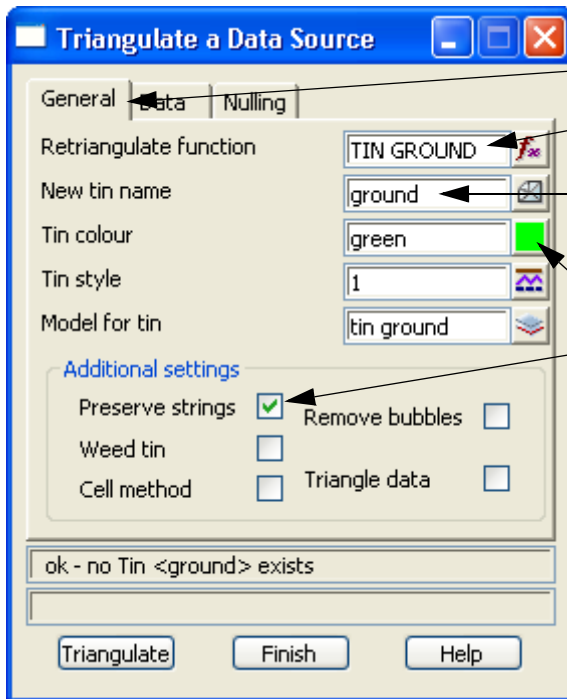 Triangulate a Data Source
General Data Nulling
Retriangulate function TIN GROUND
New tin name ground
Tin colour green
Tin style 1
Model for tin tin ground
Additional settings
Preserve strings Remove bubbles
Weed tin
Cell method Triangle data
ok - no Tin <ground> exists
Triangulate Finish Help